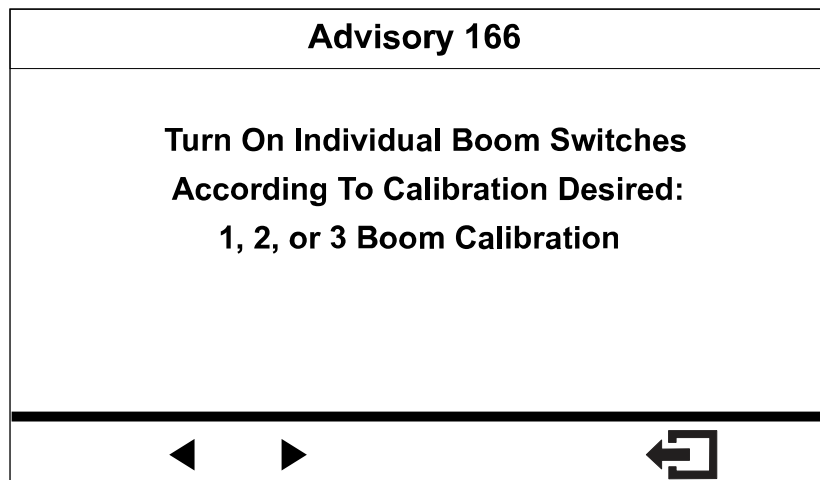 Advisory 166
Turn On Individual Boom Switches
According To Calibration Desired:
1, 2, or 3 Boom Calibration